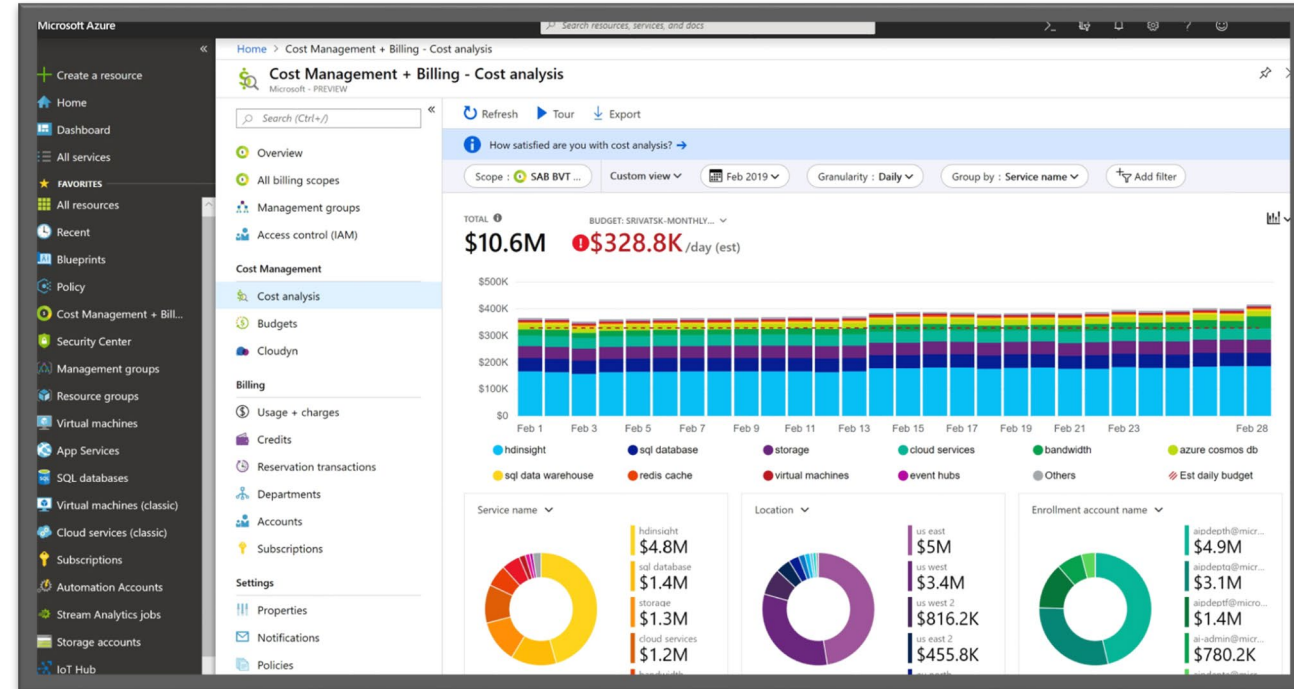 Microsoft Azure
Search resources, services, and docs
Create a resource
Home
Dashboard
All services
FAVORITES
All resources
Recent
Blueprints
Policy
Cost Management + Bill...
Security Center
Management groups
Resource groups
Virtual machines
App Services
SQL databases
Virtual machines (classic)
Cloud services (classic)
Subscriptions
Automation Accounts
Stream Analytics jobs
Storage accounts
IoT Hub
Home > Cost Management + Billing - Cost analysis
Cost Management + Billing - Cost analysis
Microsoft - PREVIEW
Search (Ctrl+/)
Overview
All billing scopes
Management groups
Access control (IAM)
Cost Management
Cost analysis
Budgets
Cloudyn
Billing
Usage + charges
Credits
Reservation transactions
Departments
Accounts
Subscriptions
Settings
Properties
Notifications
Policies
Refresh Tour Export
How satisfied are you with cost analysis?
Scope : SAB BVT ... Custom view Feb 2019 Granularity : Daily Group by : Service name Add filter
TOTAL BUDGET: SRIVATSK-MONTHLY...
$10.6M $328.8K /day (est)
$500K
$400K
$300K
$200K
$100K
$0
Feb 1 Feb 3 Feb 5 Feb 7 Feb 9 Feb 11 Feb 13 Feb 15 Feb 17 Feb 19 Feb 21 Feb 23 Feb 28
hdinsight sql database storage cloud services bandwidth azure cosmos db
sql data warehouse redis cache virtual machines event hubs Others Est daily budget
Service name
hdinsight
$4.8M
sql database
$1.4M
storage
$1.3M
cloud services
$1.2M
bandwidth
Location
us east
$5M
us west
$3.4M
us west 2
$816.2K
us east 2
$455.8K
Enrollment account name
aipdepth@micr...
$4.9M
aipdeptg@micr...
$3.1M
aipdeptf@micro...
$1.4M
ai-admin@micr...
$780.2K